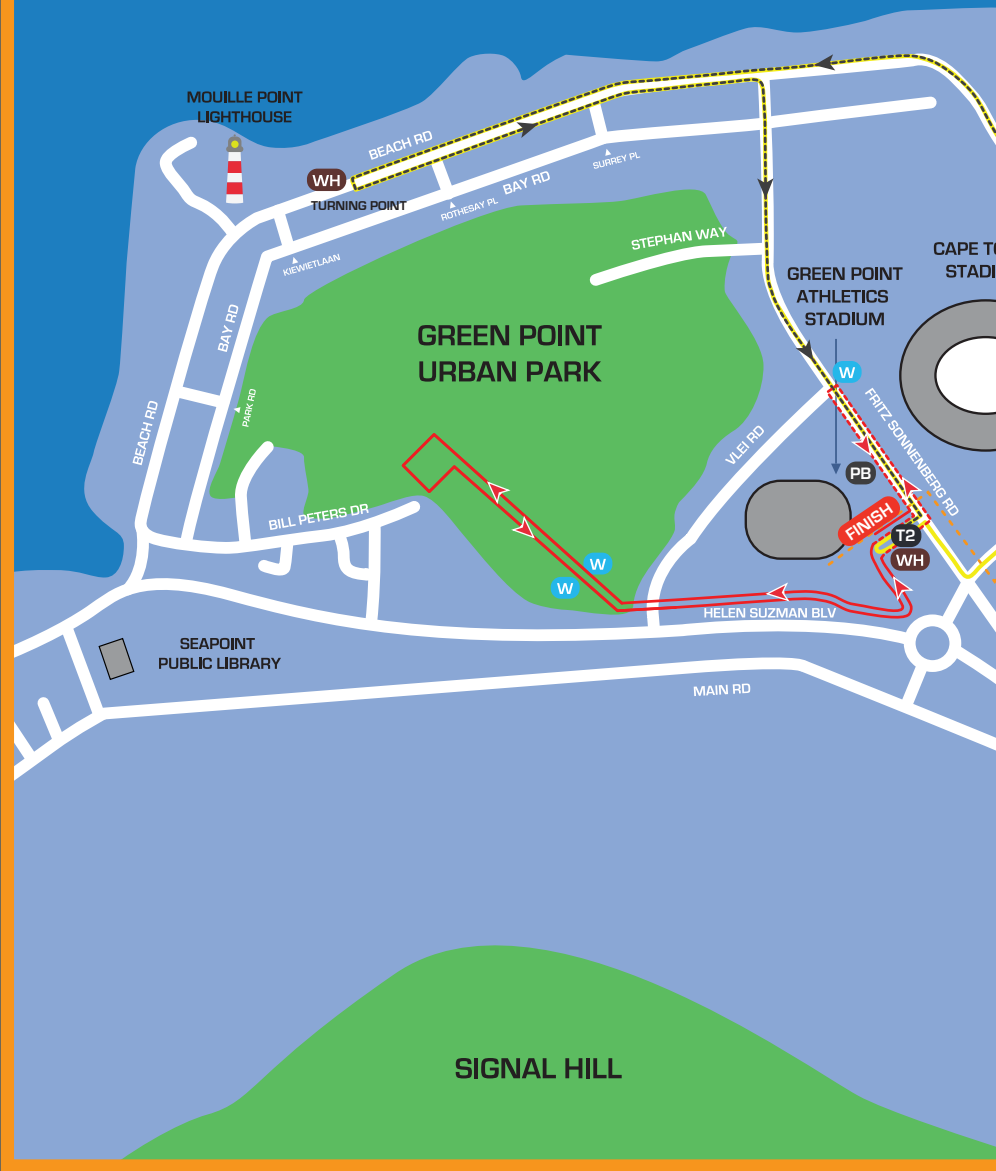 MOUILLE POINT
LIGHTHOUSE
BEACH RD
WH
TURNING POINT
SURREY PL
BAY RD
ROTHESAY PL
KIEWIETLAAN
STEPHAN WAY
CAPE TO
STADI
GREEN POINT
ATHLETICS
STADIUM
GREEN POINT
URBAN PARK
BAY RD
W
PARK RD
BEACH RD
FRITZ SONNENBERG RD
VLEI RD
PB
BILL PETERS DR
FINISH
T2
WH
W
W
HELEN SUZMAN BLV
SEAPOINT
PUBLIC LIBRARY
MAIN RD
SIGNAL HILL